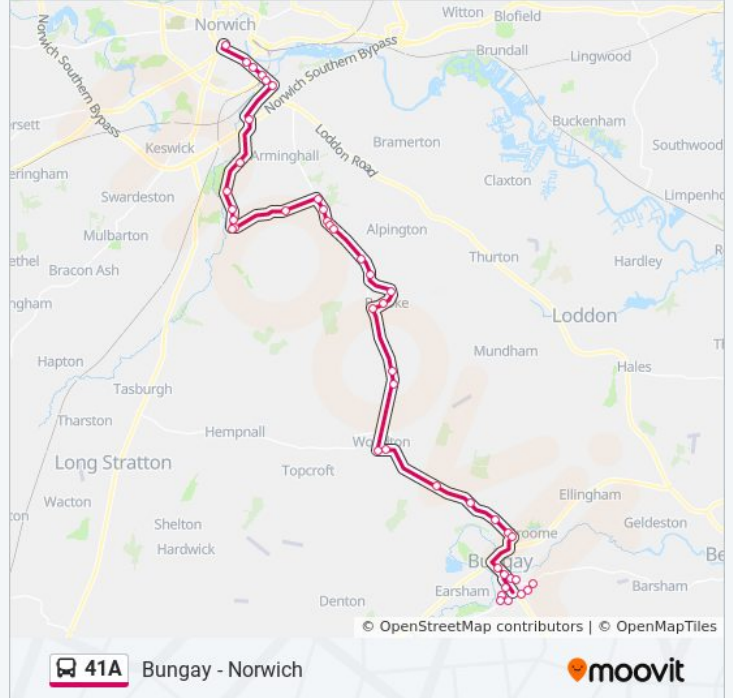 Norwich
Witton
Blofield
Norwich Southern Bypass
Norwich Southern Bypass
Brundall
Lingwood
Buckenham
ersett
Loddon Road
Keswick
Arminghall
Bramerton
Southwood
eringham
Claxton
Swardeston
Limpenho
Mulbarton
Alpington
Thurton
ethel
Bracon Ash
Hardley
ngham
Loddon
Hapton
Mundham
Hales
Tasburgh
Tharston
Hempnall
Long Stratton
Topcroft
Wacton
Ellingham
ton
Shelton
roome
Geldeston
Hardwick
Bungay
Be
Earsham
Barsham
Denton
© OpenStreetMap contributors | © OpenMapTiles
41A Bungay - Norwich
moovit